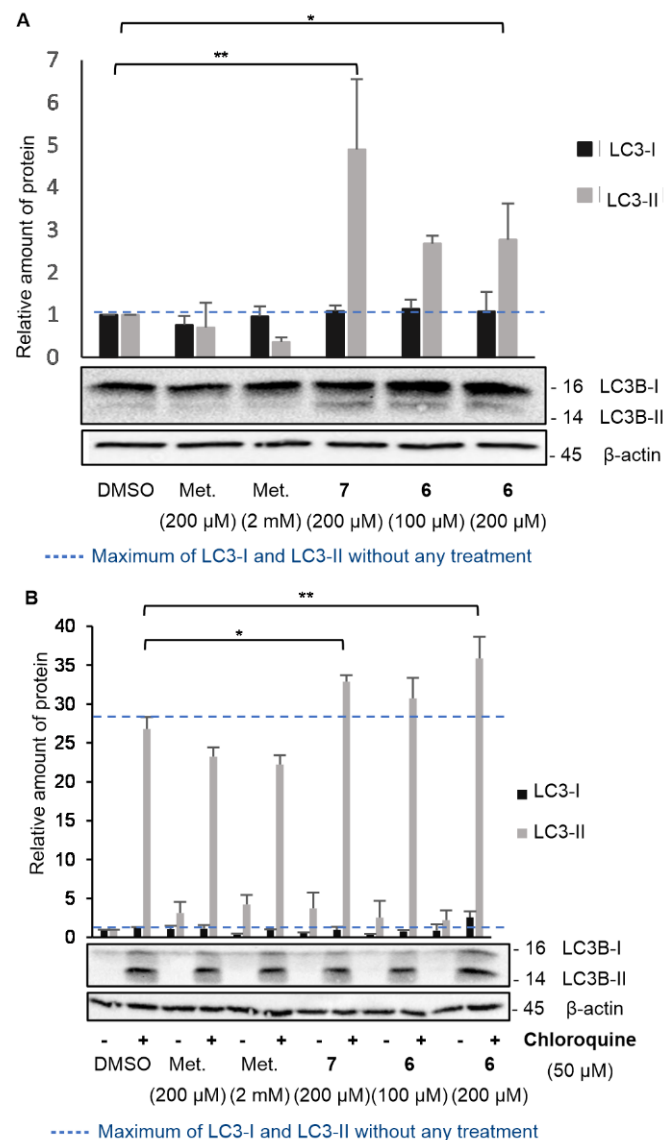 A
*
**
7
6
5
4
3
2
1
0
Relative amount of protein
LC3-I
LC3-II
- 16 LC3B-I
- 14 LC3B-II
- 45 β-actin
DMSO Met. Met. 7 6 6
(200 µM) (2 mM) (200 µM) (100 µM) (200 µM)
Maximum of LC3-I and LC3-II without any treatment
B
**
*
40
35
30
25
20
15
10
5
0
Relative amount of protein
LC3-I
LC3-II
- 16 LC3B-I
- 14 LC3B-II
- 45 β-actin
- + - + - + - + - + - + Chloroquine
DMSO Met. Met. 7 6 6 (50 µM)
(200 µM) (2 mM) (200 µM) (100 µM) (200 µM)
Maximum of LC3-I and LC3-II without any treatment